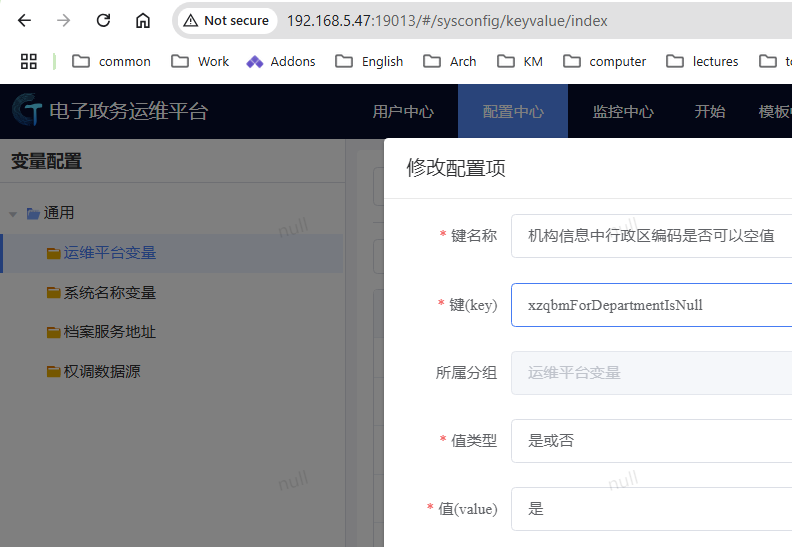 Not secure
192.168.5.47:19013/#/sysconfig/keyvalue/index
common
Work
Addons
English
Arch
KM
computer
lectures
电子政务运维平台
用户中心
配置中心
监控中心
开始
变量配置
修改配置项
通用
null
运维平台变量
系统名称变量
档案服务地址
权调数据源
null
* 键名称
机构信息中行政区编码是否可以空值
null
* 键(key)
xzqbmForDepartmentIsNull
所属分组
运维平台变量
* 值类型
是或否
null
* 值(value)
是